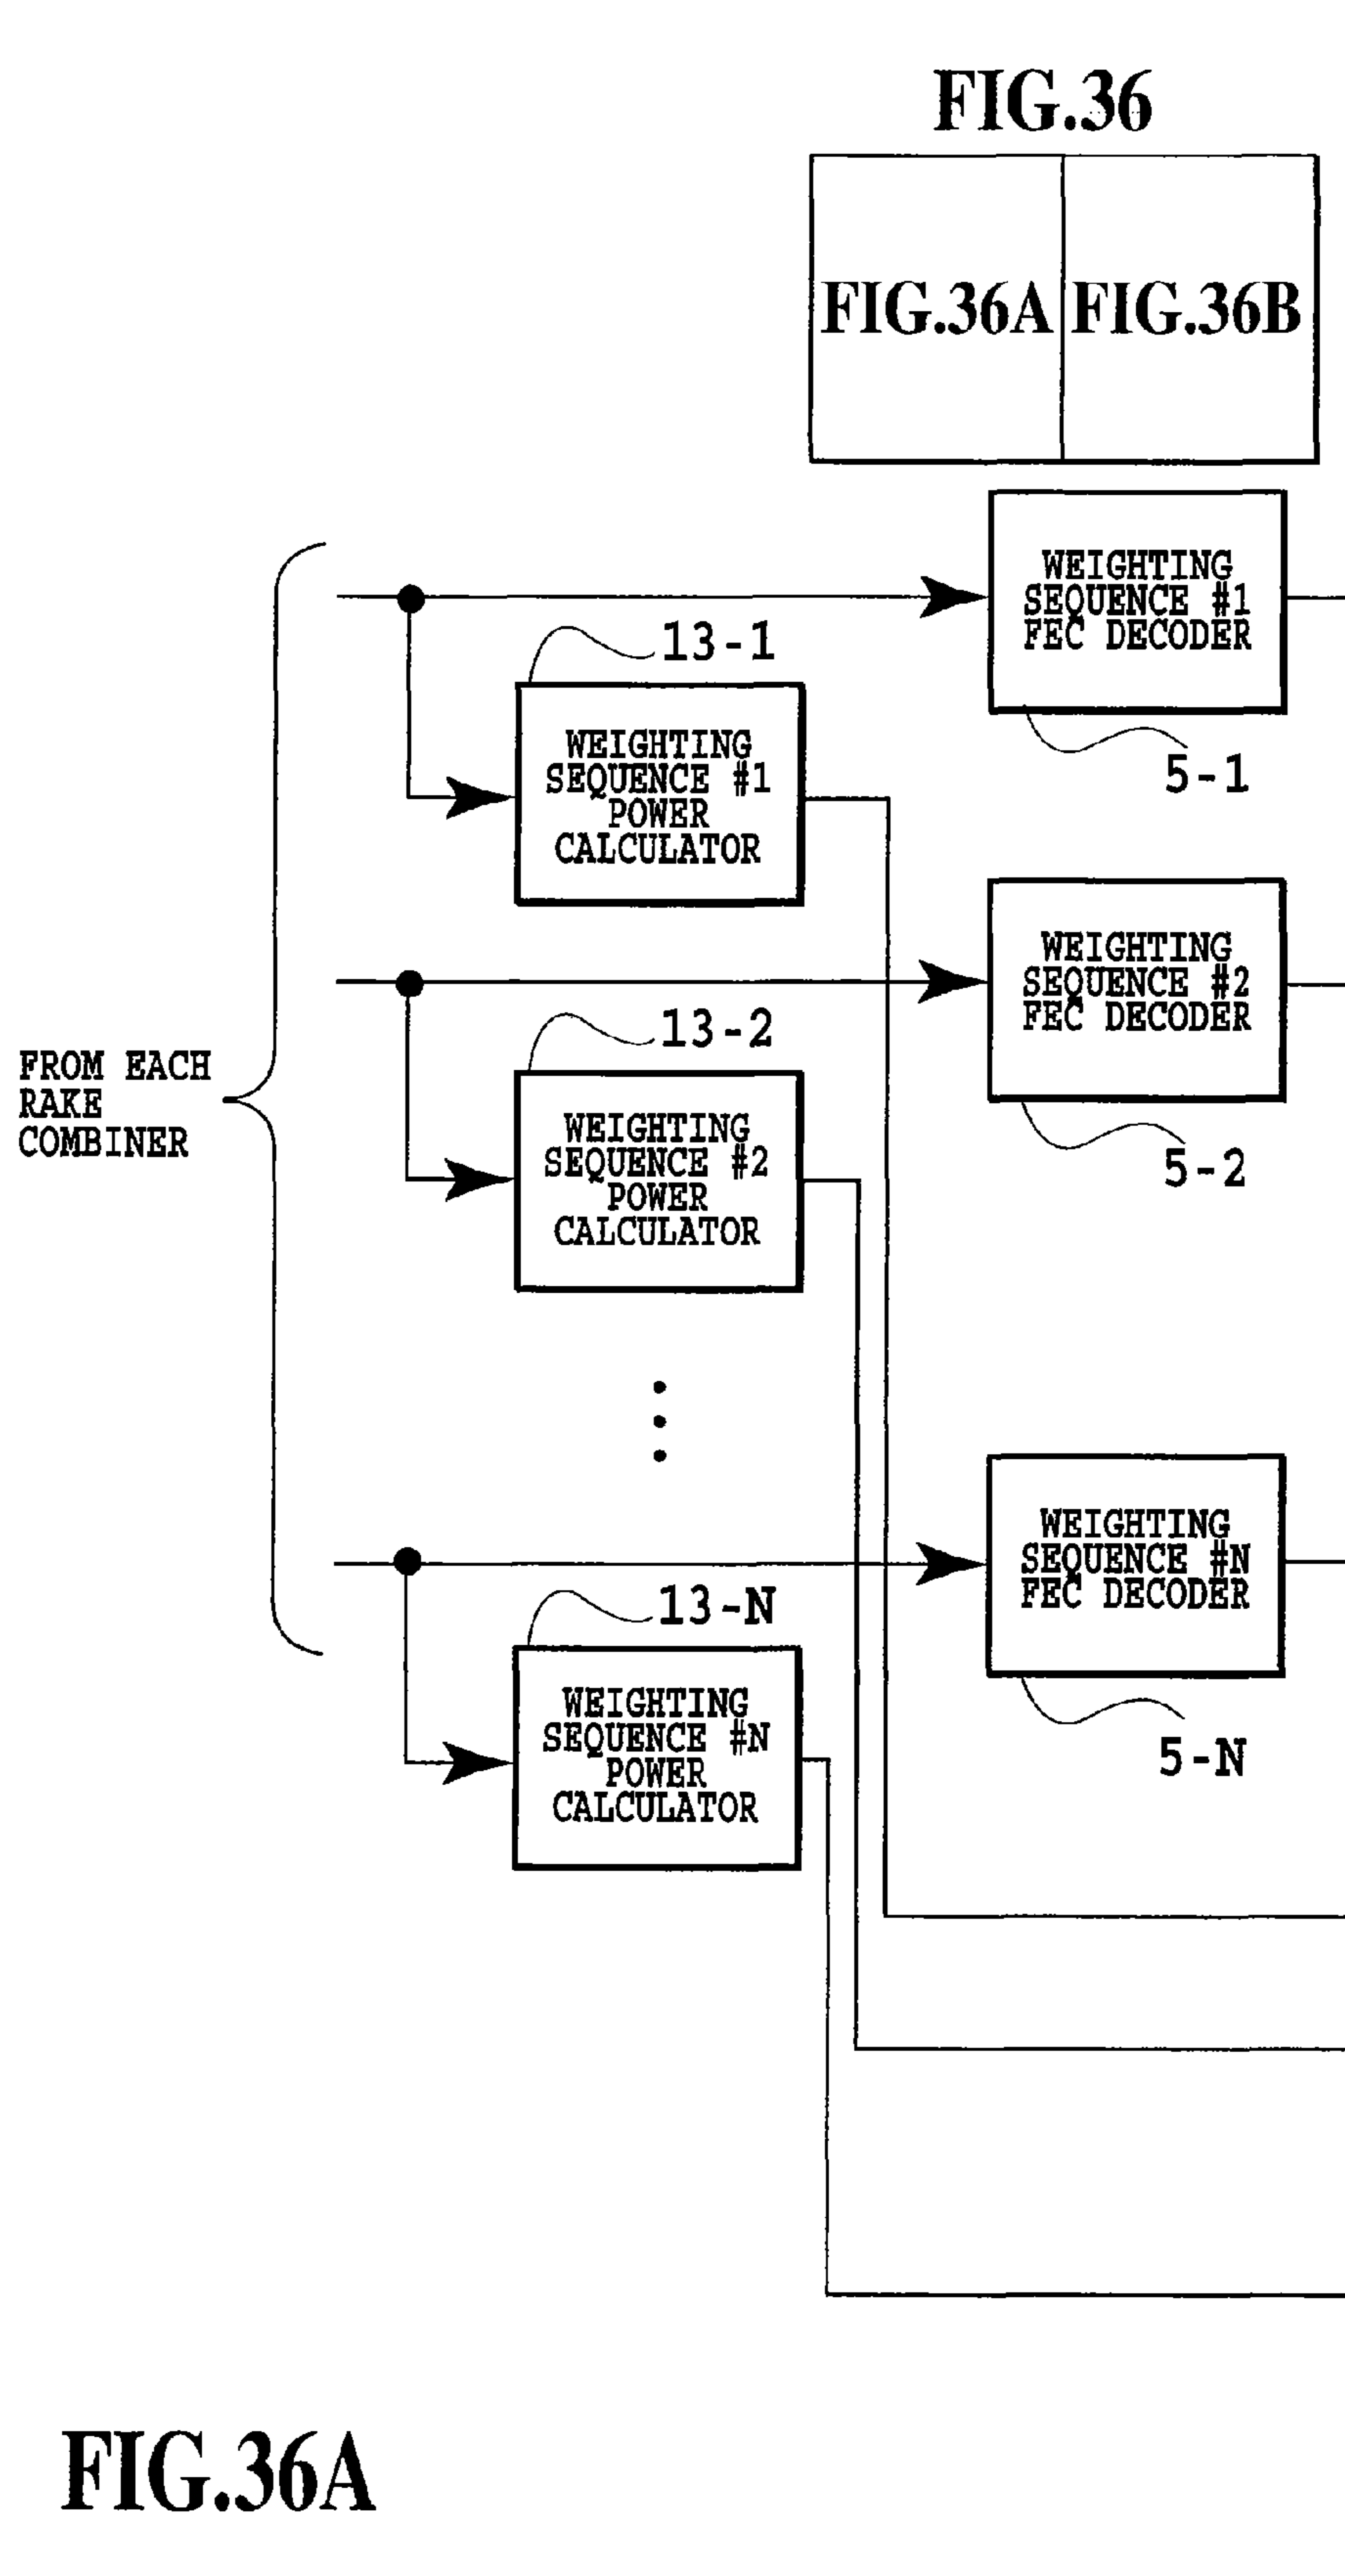 FIG.36
FIG.36A FIG.36B
WEIGHTING
SEQUENCE #1
FEC DECODER
5-1
13-1
WEIGHTING
SEQUENCE #1
POWER
CALCULATOR
WEIGHTING
SEQUENCE #2
FEC DECODER
5-2
13-2
WEIGHTING
SEQUENCE #2
POWER
CALCULATOR
FROM EACH
RAKE
COMBINER
WEIGHTING
SEQUENCE #N
FEC DECODER
5-N
13-N
WEIGHTING
SEQUENCE #N
POWER
CALCULATOR
FIG.36A